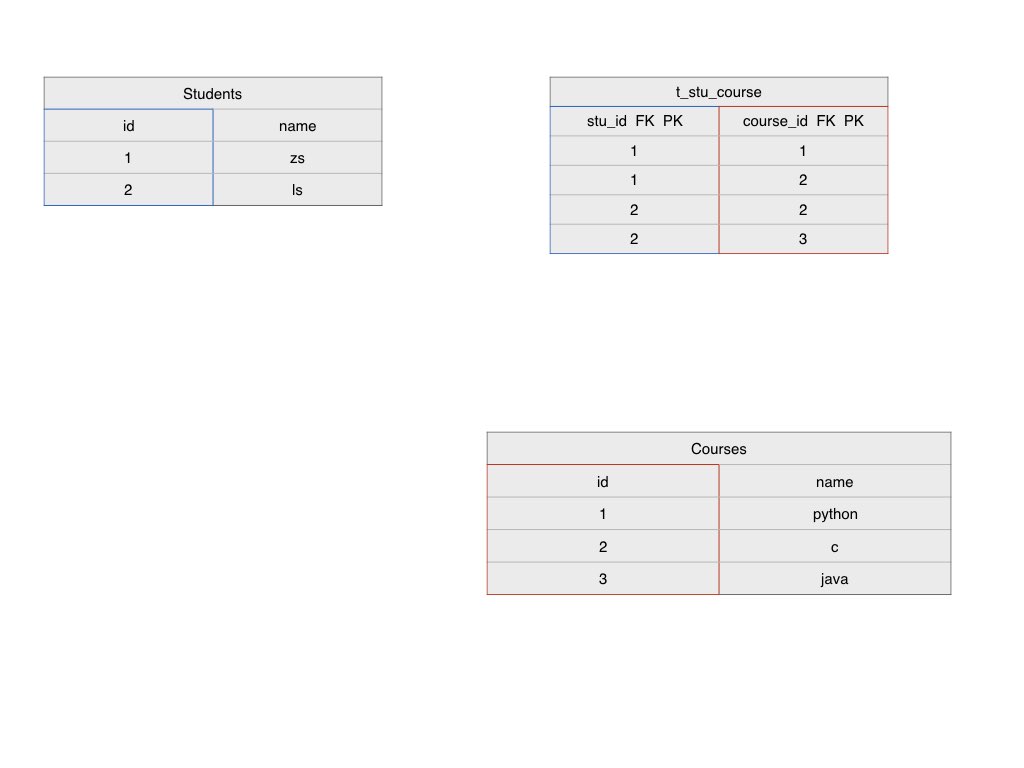 Students
id name
1 zs
2 ls
t_stu_course
stu_id FK PK course_id FK PK
1 1
1 2
2 2
2 3
Courses
id name
1 python
2 c
3 java